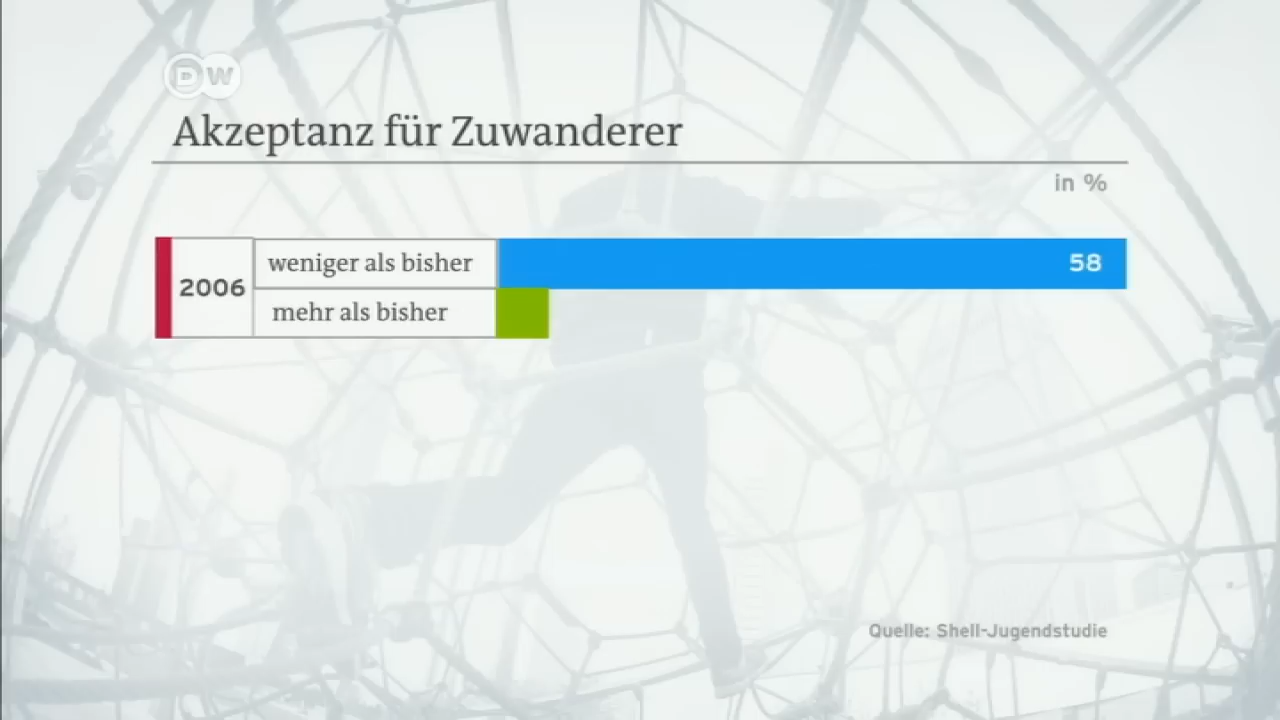 DW
Akzeptanz für Zuwanderer
in %
2006
weniger als bisher
58
mehr als bisher
Quelle: Shell-Jugendstudie